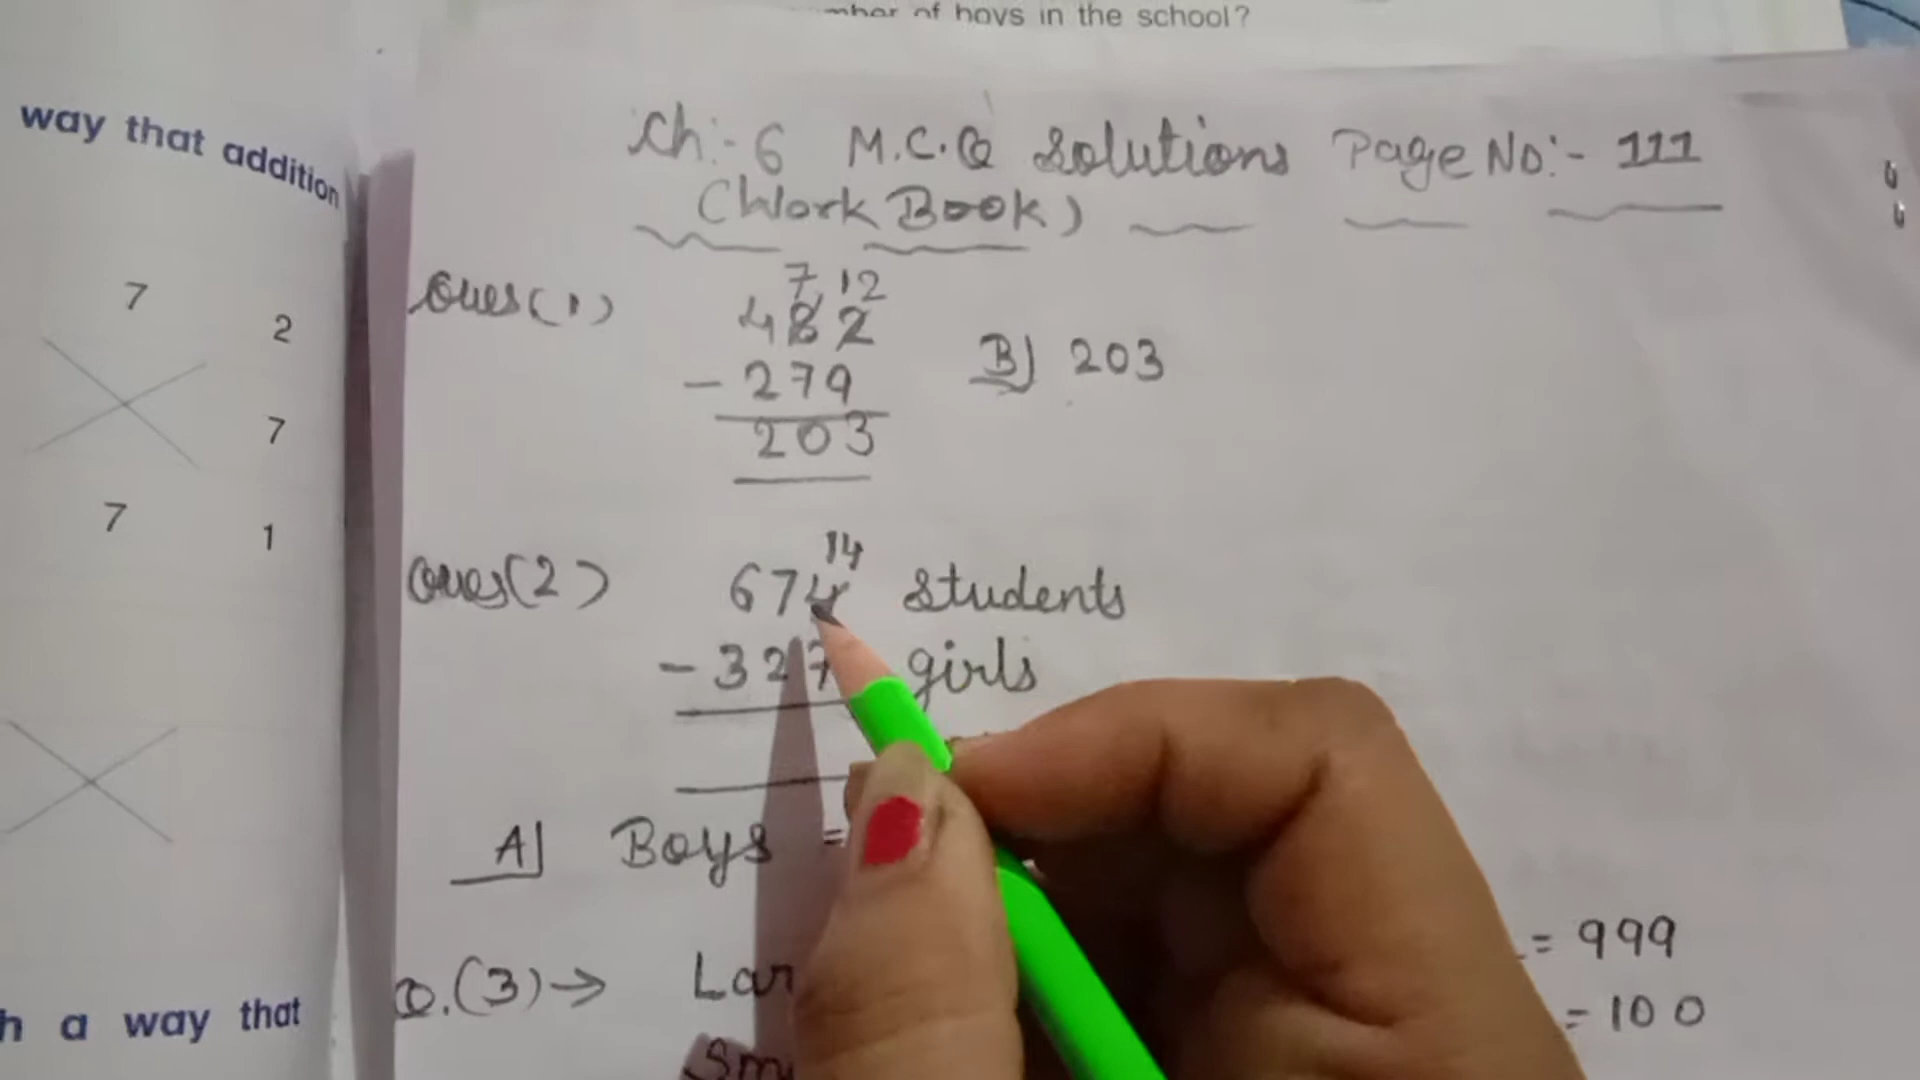 of boys in the school?
way that addition
7
2
7
7
1
h a way that
Ch:-6 M.C.Q Solutions Page No:- 111
(Work Book)
Ques(1)
7 12
482
- 279
203
B) 203
Ques(2)
14
674 students
- 327 girls
A) Boys =
Q.(3)→ Lar
= 999
Sm
= 100